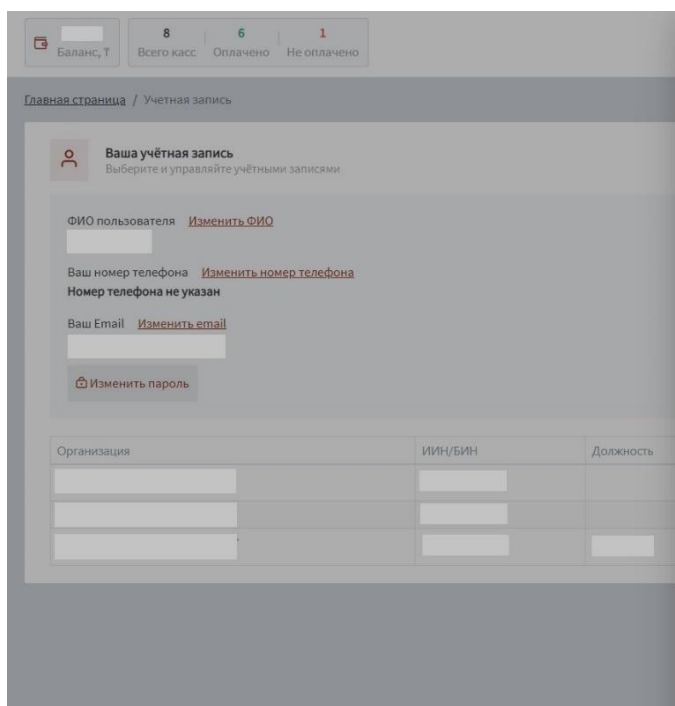 8 6 1
Баланс, ₸ Всего касс Оплачено Не оплачено
Главная страница / Учетная запись
Ваша учётная запись
Выберите и управляйте учётными записями
ФИО пользователя Изменить ФИО
Ваш номер телефона Изменить номер телефона
Номер телефона не указан
Ваш Email Изменить email
Изменить пароль
Организация ИИН/БИН Должность